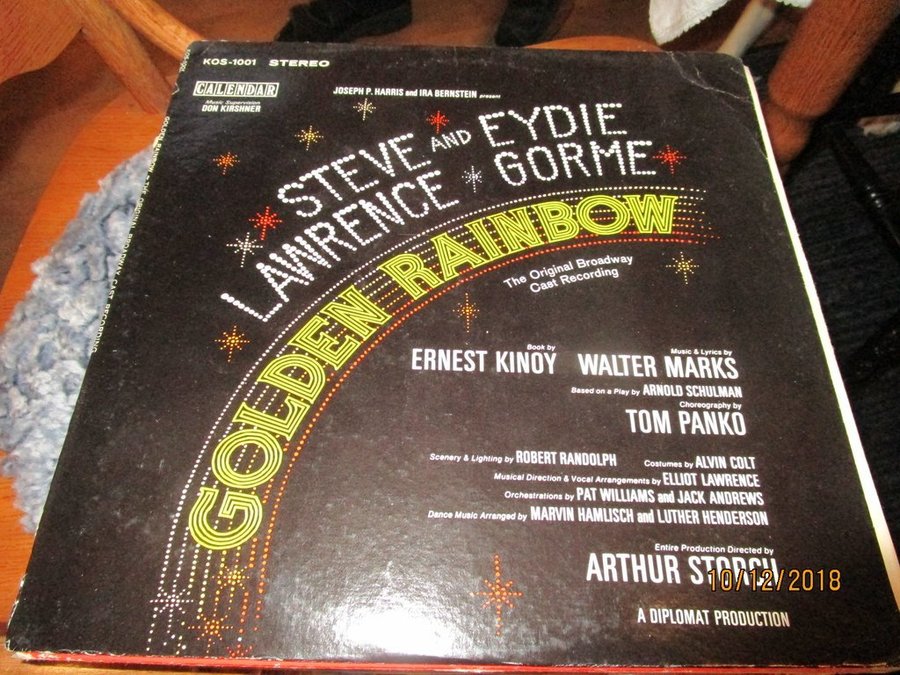 KOS-1001 STEREO
CALENDAR
Music Supervision
DON KIRSHNER
JOSEPH P. HARRIS and IRA BERNSTEIN present
STEVE AND EYDIE
LAWRENCE GORME
GOLDEN RAINBOW
The Original Broadway
Cast Recording
Book by
ERNEST KINOY
Music & Lyrics by
WALTER MARKS
Based on a Play by ARNOLD SCHULMAN
Choreography by
TOM PANKO
Scenery & Lighting by ROBERT RANDOLPH Costumes by ALVIN COLT
Musical Direction & Vocal Arrangements by ELLIOT LAWRENCE
Orchestrations by PAT WILLIAMS and JACK ANDREWS
Dance Music Arranged by MARVIN HAMLISCH and LUTHER HENDERSON
Entire Production Directed by
ARTHUR STORCH
10/12/2018
A DIPLOMAT PRODUCTION